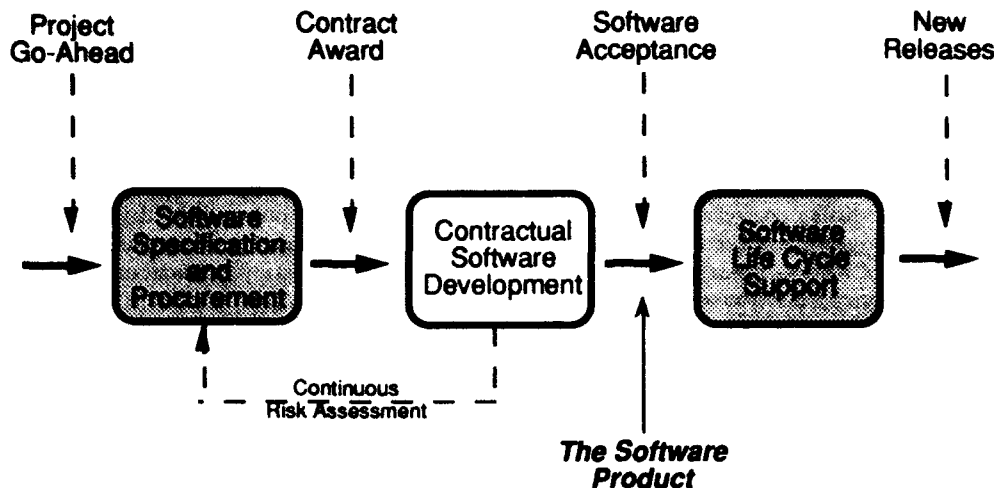 Project
Go-Ahead
Contract
Award
Software
Acceptance
New
Releases
Software
Specification
and
Procurement
Contractual
Software
Development
Software
Life Cycle
Support
Continuous
Risk Assessment
The Software
Product